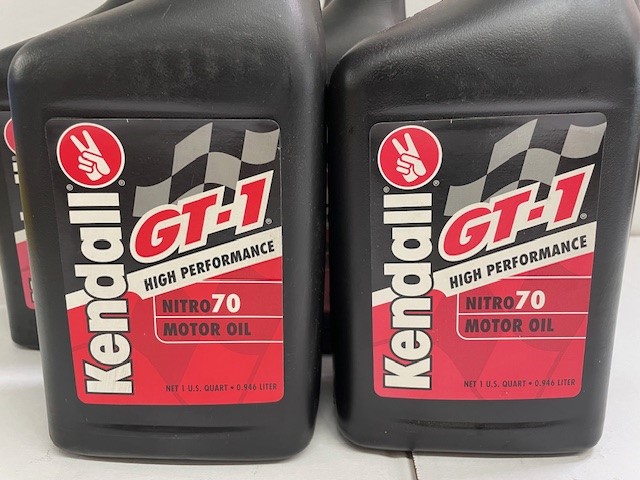 Kendall®
GT-1®
HIGH PERFORMANCE
NITRO70
MOTOR OIL
NET 1 U.S. QUART • 0.946 LITER
Kendall®
GT-1®
HIGH PERFORMANCE
NITRO70
MOTOR OIL
NET 1 U.S. QUART • 0.946 LITER